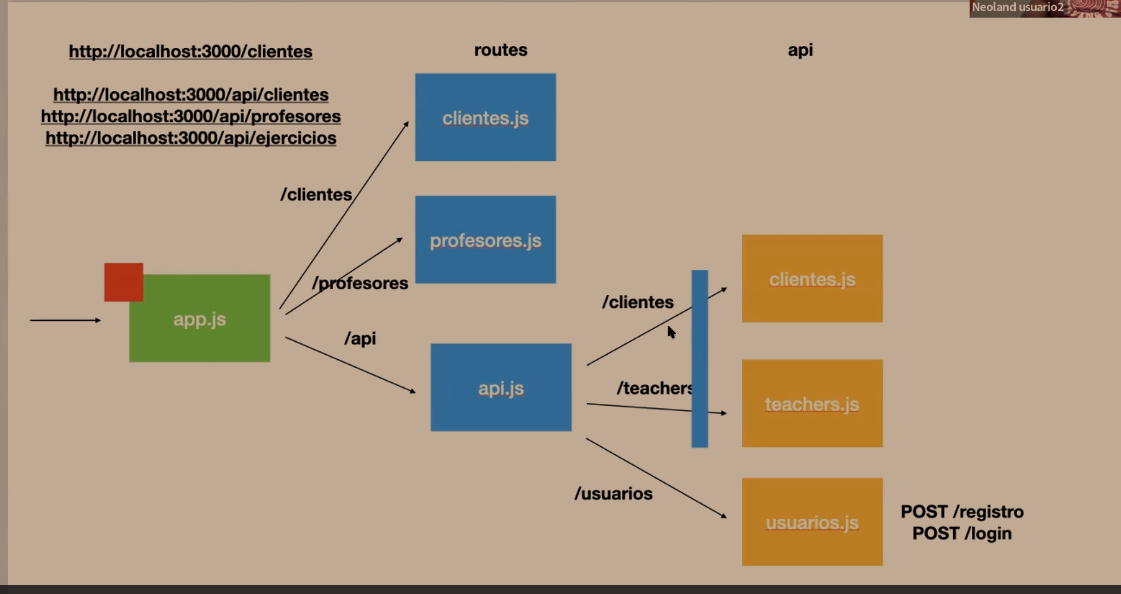 Neoland usuario2
http://localhost:3000/clientes
routes
api
http://localhost:3000/api/clientes
http://localhost:3000/api/profesores
http://localhost:3000/api/ejercicios
clientes.js
/clientes
profesores.js
/profesores
app.js
/api
api.js
/clientes
clientes.js
/teachers
teachers.js
/usuarios
usuarios.js
POST /registro
POST /login